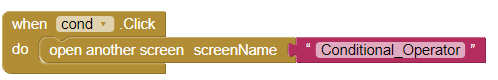 when cond .Click
do open another screen screenName " Conditional_Operator "